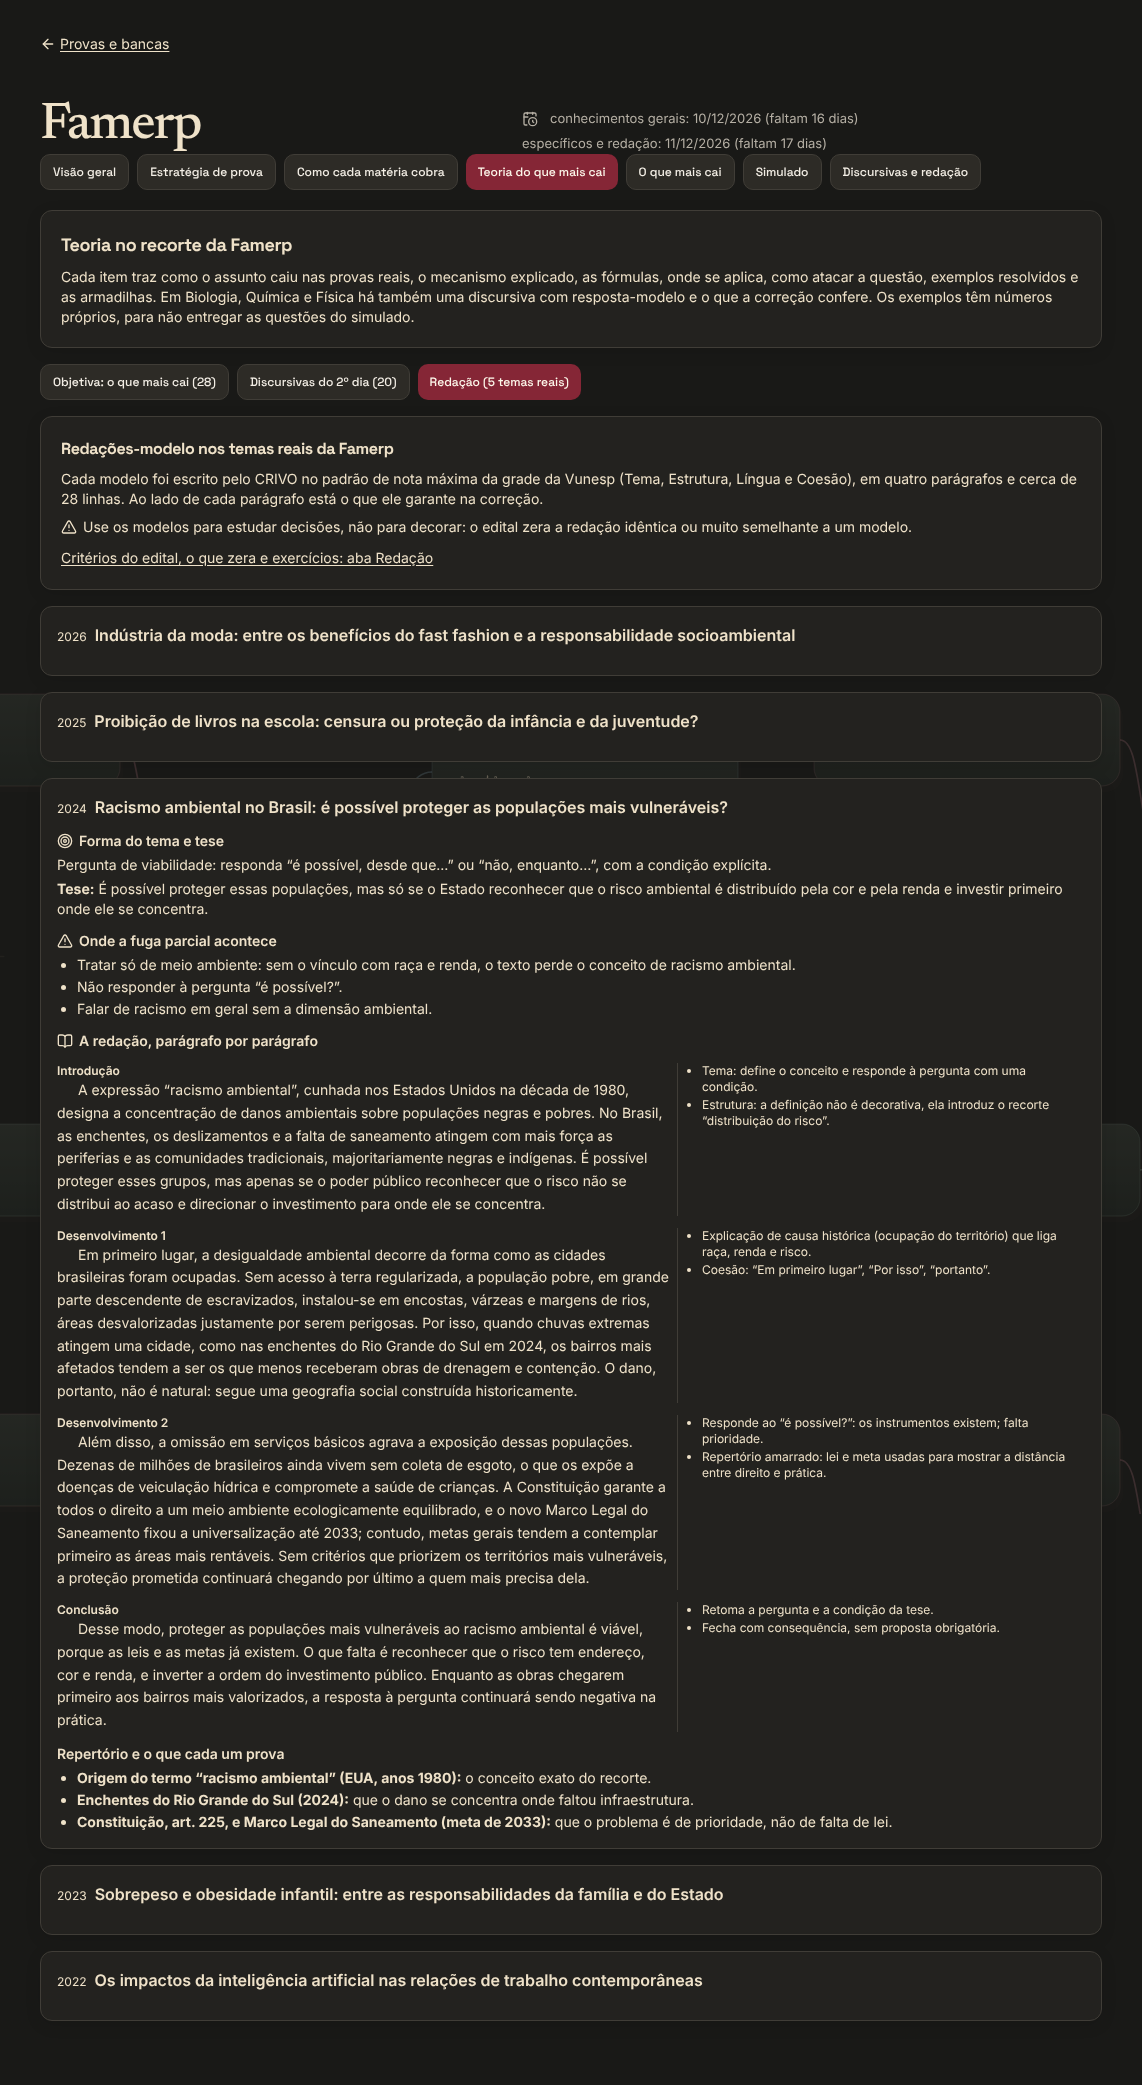 Provas e bancas
Famerp
conhecimentos gerais: 10/12/2026 (faltam 16 dias)
específicos e redação: 11/12/2026 (faltam 17 dias)
Visão geral
Estratégia de prova
Como cada matéria cobra
Teoria do que mais cai
O que mais cai
Simulado
Discursivas e redação
Teoria no recorte da Famerp
Cada item traz como o assunto caiu nas provas reais, o mecanismo explicado, as fórmulas, onde se aplica, como atacar a questão, exemplos resolvidos e
as armadilhas. Em Biologia, Química e Física há também uma discursiva com resposta-modelo e o que a correção confere. Os exemplos têm números
próprios, para não entregar as questões do simulado.
Objetiva: o que mais cai (28)
Discursivas do 2º dia (20)
Redação (5 temas reais)
Redações-modelo nos temas reais da Famerp
Cada modelo foi escrito pelo CRIVO no padrão de nota máxima da grade da Vunesp (Tema, Estrutura, Língua e Coesão), em quatro parágrafos e cerca de
28 linhas. Ao lado de cada parágrafo está o que ele garante na correção.
Use os modelos para estudar decisões, não para decorar: o edital zera a redação idêntica ou muito semelhante a um modelo.
Critérios do edital, o que zera e exercícios: aba Redação
2026 Indústria da moda: entre os benefícios do fast fashion e a responsabilidade socioambiental
2025 Proibição de livros na escola: censura ou proteção da infância e da juventude?
2024 Racismo ambiental no Brasil: é possível proteger as populações mais vulneráveis?
Forma do tema e tese
Pergunta de viabilidade: responda “é possível, desde que…” ou “não, enquanto…”, com a condição explícita.
Tese: É possível proteger essas populações, mas só se o Estado reconhecer que o risco ambiental é distribuído pela cor e pela renda e investir primeiro
onde ele se concentra.
Onde a fuga parcial acontece
• Tratar só de meio ambiente: sem o vínculo com raça e renda, o texto perde o conceito de racismo ambiental.
• Não responder à pergunta “é possível?”.
• Falar de racismo em geral sem a dimensão ambiental.
A redação, parágrafo por parágrafo
Introdução
A expressão “racismo ambiental”, cunhada nos Estados Unidos na década de 1980,
designa a concentração de danos ambientais sobre populações negras e pobres. No Brasil,
as enchentes, os deslizamentos e a falta de saneamento atingem com mais força as
periferias e as comunidades tradicionais, majoritariamente negras e indígenas. É possível
proteger esses grupos, mas apenas se o poder público reconhecer que o risco não se
distribui ao acaso e direcionar o investimento para onde ele se concentra.
• Tema: define o conceito e responde à pergunta com uma
condição.
• Estrutura: a definição não é decorativa, ela introduz o recorte
“distribuição do risco”.
Desenvolvimento 1
Em primeiro lugar, a desigualdade ambiental decorre da forma como as cidades
brasileiras foram ocupadas. Sem acesso à terra regularizada, a população pobre, em grande
parte descendente de escravizados, instalou-se em encostas, várzeas e margens de rios,
áreas desvalorizadas justamente por serem perigosas. Por isso, quando chuvas extremas
atingem uma cidade, como nas enchentes do Rio Grande do Sul em 2024, os bairros mais
afetados tendem a ser os que menos receberam obras de drenagem e contenção. O dano,
portanto, não é natural: segue uma geografia social construída historicamente.
• Explicação de causa histórica (ocupação do território) que liga
raça, renda e risco.
• Coesão: “Em primeiro lugar”, “Por isso”, “portanto”.
Desenvolvimento 2
Além disso, a omissão em serviços básicos agrava a exposição dessas populações.
Dezenas de milhões de brasileiros ainda vivem sem coleta de esgoto, o que os expõe a
doenças de veiculação hídrica e compromete a saúde de crianças. A Constituição garante a
todos o direito a um meio ambiente ecologicamente equilibrado, e o novo Marco Legal do
Saneamento fixou a universalização até 2033; contudo, metas gerais tendem a contemplar
primeiro as áreas mais rentáveis. Sem critérios que priorizem os territórios mais vulneráveis,
a proteção prometida continuará chegando por último a quem mais precisa dela.
• Responde ao “é possível?”: os instrumentos existem; falta
prioridade.
• Repertório amarrado: lei e meta usadas para mostrar a distância
entre direito e prática.
Conclusão
Desse modo, proteger as populações mais vulneráveis ao racismo ambiental é viável,
porque as leis e as metas já existem. O que falta é reconhecer que o risco tem endereço,
cor e renda, e inverter a ordem do investimento público. Enquanto as obras chegarem
primeiro aos bairros mais valorizados, a resposta à pergunta continuará sendo negativa na
prática.
• Retoma a pergunta e a condição da tese.
• Fecha com consequência, sem proposta obrigatória.
Repertório e o que cada um prova
• Origem do termo “racismo ambiental” (EUA, anos 1980): o conceito exato do recorte.
• Enchentes do Rio Grande do Sul (2024): que o dano se concentra onde faltou infraestrutura.
• Constituição, art. 225, e Marco Legal do Saneamento (meta de 2033): que o problema é de prioridade, não de falta de lei.
2023 Sobrepeso e obesidade infantil: entre as responsabilidades da família e do Estado
2022 Os impactos da inteligência artificial nas relações de trabalho contemporâneas